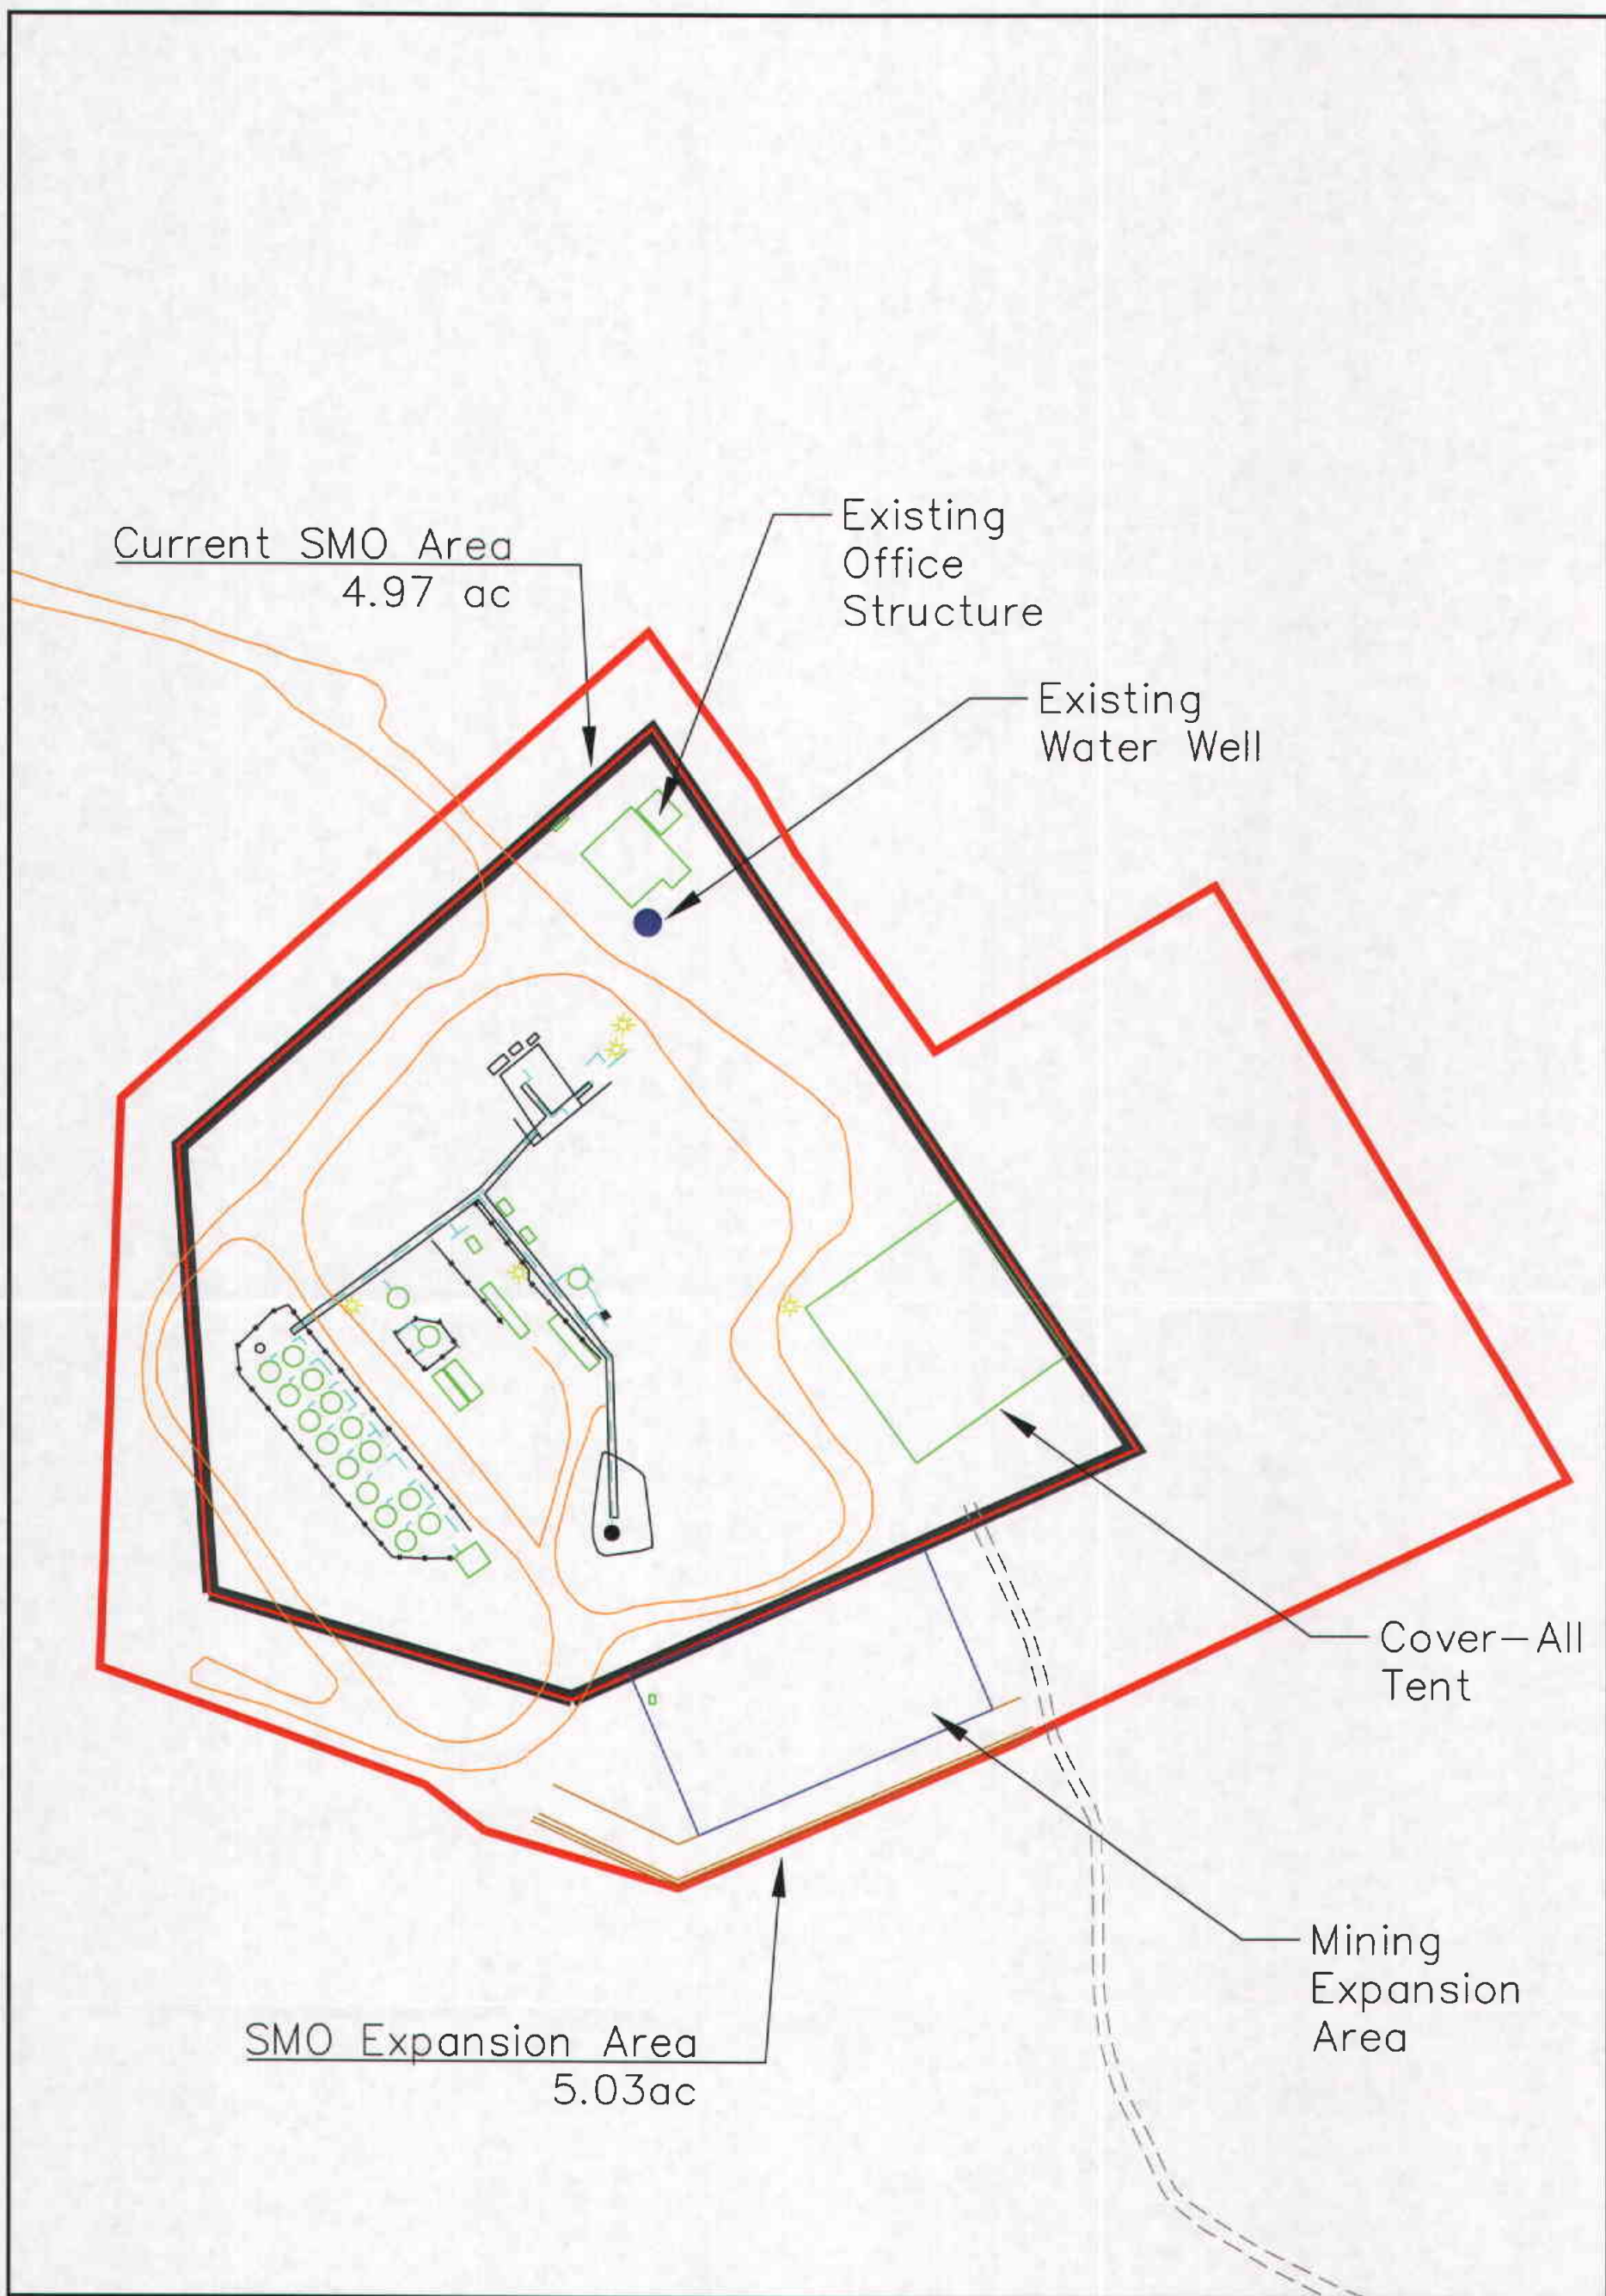 Current SMO Area
4.97 ac
Existing
Office
Structure
Existing
Water Well
Cover-All
Tent
Mining
Expansion
Area
SMO Expansion Area
5.03ac